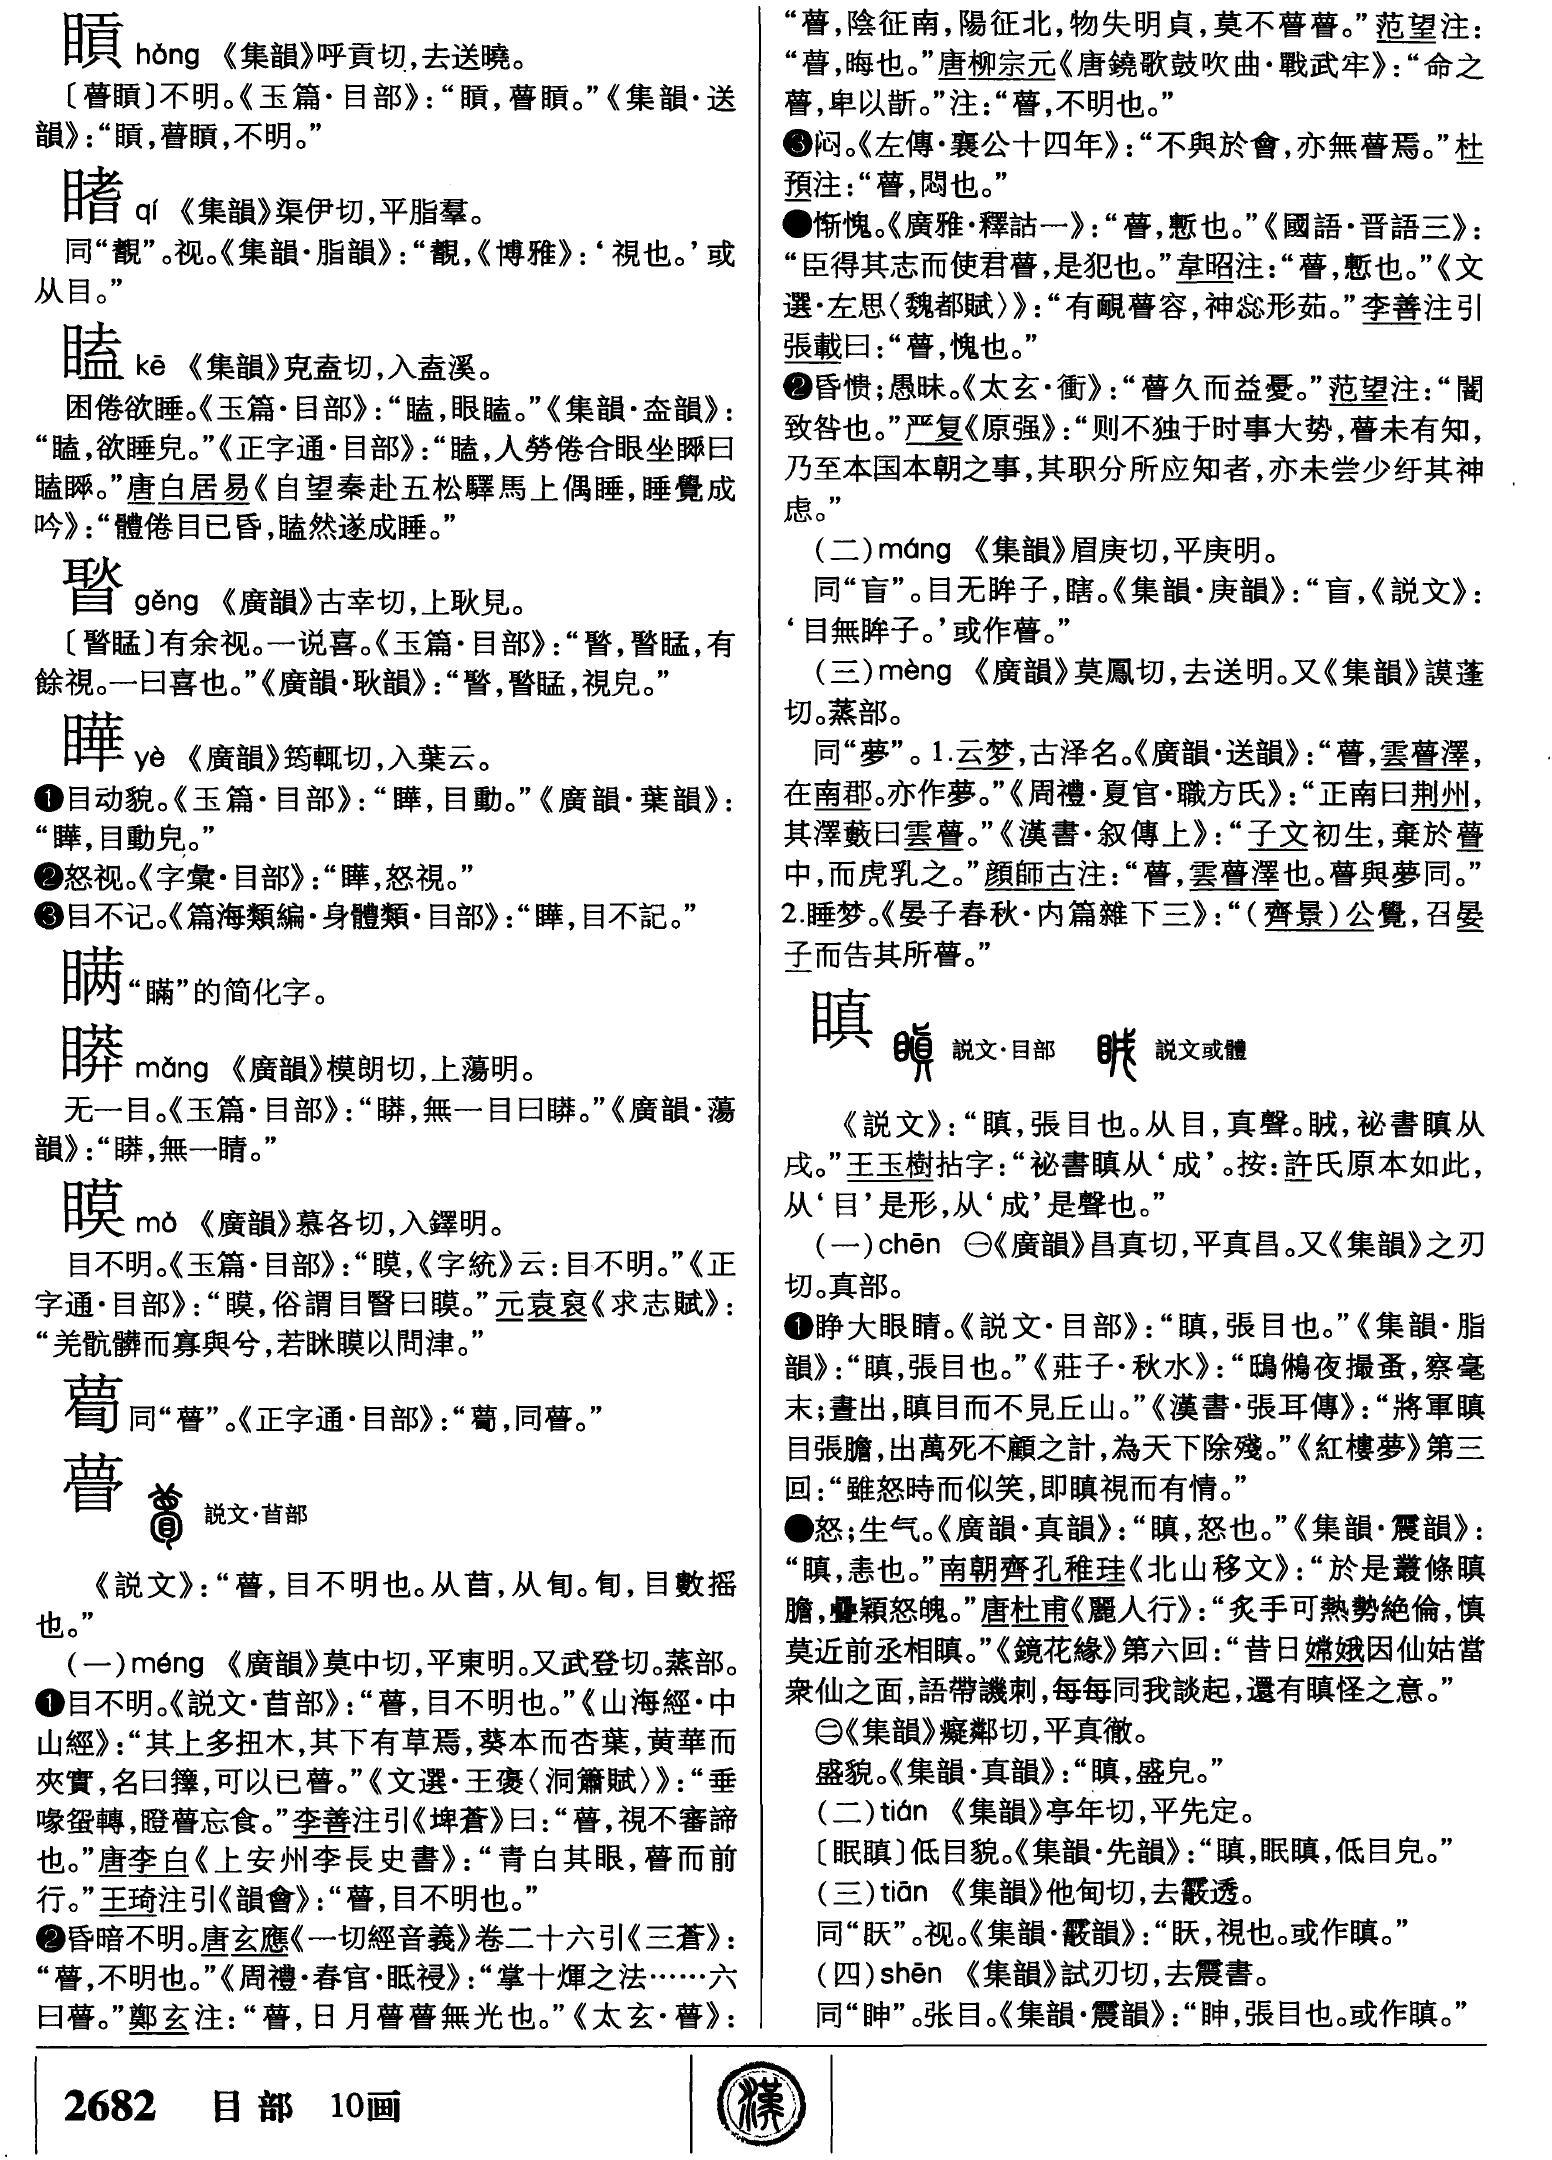 hǒng 《集韻》呼貢切,去送曉。
〔瞢〕不明。《玉篇·目部》:“瞢。”《集韻·送
韻》:“瞢,不明。”
瞔 qí 《集韻》渠伊切,平脂羣。
同“覩”。视。《集韻·脂韻》:“《博雅》:‘視也。’或
从目。”
瞌 kē 《集韻》克盍切,入盍溪。
困倦欲睡。《玉篇·目部》:“瞌,眼瞌。”《集韻·盇韻》:
“瞌,欲睡皃。”《正字通·目部》:“瞌,人勞倦合眼坐瞬曰
瞌瞬。”唐白居易《自望秦赴五松驛馬上偶睡,睡覺成
吟》:“體倦目已昏,瞌然遂成睡。”
gěng 《廣韻》古幸切,上耿見。
有余视。一说喜。《玉篇·目部》:“有
餘視。一曰喜也。”《廣韻·耿韻》:“視皃。”
瞱 yè 《廣韻》筠輒切,入葉云。
❶目动貌。《玉篇·目部》:“瞱,目動。”《廣韻·葉韻》:
“瞱,目動皃。”
❷怒视。《字彙·目部》:“瞱,怒視。”
❸目不记。《篇海類編·身體類·目部》:“瞱,目不記。”
瞒 “瞞”的简化字。
䁳 mǎng 《廣韻》模朗切,上蕩明。
无一目。《玉篇·目部》:“䁳,無一目曰䁳。”《廣韻·蕩
韻》:“䁳,無一睛。”
瞙 mò 《廣韻》慕各切,入鐸明。
目不明。《玉篇·目部》:“瞙,《字統》云:目不明。”《正
字通·目部》:“瞙,俗謂目醫曰瞙。”元袁裒《求志賦》:
“羌骯髒而寡與兮,若眯瞙以問津。”
同“瞢”。《正字通·目部》:“同瞢。”
瞢 説文·𥄕部
《説文》:“瞢,目不明也。从𥄕,从旬。旬,目數摇
也。”
(一)méng 《廣韻》莫中切,平東明。又武登切。蒸部。
❶目不明。《説文·𥄕部》:“瞢,目不明也。”《山海經·中
山經》:“其上多扭木,其下有草焉,葵本而杏葉,黄華而
夾實,名曰籜,可以已瞢。”《文選·王褒〈洞簫賦〉》:“垂
喙蛩轉,瞪瞢忘食。”李善注引《埤蒼》曰:“瞢,視不審諦
也。”唐李白《上安州李長史書》:“青白其眼,瞢而前
行。”王琦注引《韻會》:“瞢,目不明也。”
❷昏暗不明。唐玄應《一切經音義》卷二十六引《三蒼》:
“瞢,不明也。”《周禮·春官·眡祲》:“掌十煇之法……六
曰瞢。”鄭玄注:“瞢,日月瞢瞢無光也。”《太玄·瞢》:
“瞢,陰征南,陽征北,物失明貞,莫不瞢瞢。”范望注:
“瞢,晦也。”唐柳宗元《唐鐃歌鼓吹曲·戰武牢》:“命之
瞢,卑以斮。”注:“瞢,不明也。”
❸闷。《左傳·襄公十四年》:“不與於會,亦無瞢焉。”杜
預注:“瞢,悶也。”
●惭愧。《廣雅·釋詁一》:“瞢,慙也。”《國語·晋語三》:
“臣得其志而使君瞢,是犯也。”韋昭注:“瞢,慙也。”《文
選·左思〈魏都賦〉》:“有靦瞢容,神惢形茹。”李善注引
張載曰:“瞢,愧也。”
❷昏愦;愚昧。《太玄·衝》:“瞢久而益憂。”范望注:“闇
致咎也。”严复《原强》:“则不独于时事大势,瞢未有知,
乃至本国本朝之事,其职分所应知者,亦未尝少纡其神
虑。”
(二)máng 《集韻》眉庚切,平庚明。
同“盲”。目无眸子,瞎。《集韻·庚韻》:“盲,《説文》:
‘目無眸子。’或作瞢。”
(三)mèng 《廣韻》莫鳳切,去送明。又《集韻》謨蓬
切。蒸部。
同“夢”。1.云梦,古泽名。《廣韻·送韻》:“瞢,雲瞢澤,
在南郡。亦作夢。”《周禮·夏官·職方氏》:“正南曰荆州,
其澤藪曰雲瞢。”《漢書·叙傳上》:“子文初生,棄於瞢
中,而虎乳之。”顔師古注:“瞢,雲瞢澤也。瞢與夢同。”
2.睡梦。《晏子春秋·内篇雜下三》:“(齊景)公覺,召晏
子而告其所瞢。”
瞋 説文·目部 説文或體
《説文》:“瞋,張目也。从目,真聲。䀼,祕書瞋从
戌。”王玉樹拈字:“祕書瞋从‘成’。按:許氏原本如此,
从‘目’是形,从‘成’是聲也。”
(一)chēn ㊀《廣韻》昌真切,平真昌。又《集韻》之刃
切。真部。
❶睁大眼睛。《説文·目部》:“瞋,張目也。”《集韻·脂
韻》:“瞋,張目也。”《莊子·秋水》:“鴟鵂夜撮蚤,察毫
末;晝出,瞋目而不見丘山。”《漢書·張耳傳》:“將軍瞋
目張膽,出萬死不顧之計,為天下除殘。”《紅樓夢》第三
回:“雖怒時而似笑,即瞋視而有情。”
●怒;生气。《廣韻·真韻》:“瞋,怒也。”《集韻·震韻》:
“瞋,恚也。”南朝齊孔稚珪《北山移文》:“於是叢條瞋
膽,疊穎怒魄。”唐杜甫《麗人行》:“炙手可熱勢絶倫,慎
莫近前丞相瞋。”《鏡花緣》第六回:“昔日嫦娥因仙姑當
衆仙之面,語帶譏刺,每每同我談起,還有瞋怪之意。”
㊁《集韻》癡鄰切,平真徹。
盛貌。《集韻·真韻》:“瞋,盛皃。”
(二)tián 《集韻》亭年切,平先定。
〔眠瞋〕低目貌。《集韻·先韻》:“瞋,眠瞋,低目皃。”
(三)tiān 《集韻》他甸切,去霰透。
同“䀖”。视。《集韻·霰韻》:“視也。或作瞋。”
(四)shēn 《集韻》試刃切,去震書。
同“眒”。张目。《集韻·震韻》:“眒,張目也。或作瞋。”
2682 目部 10画
漢